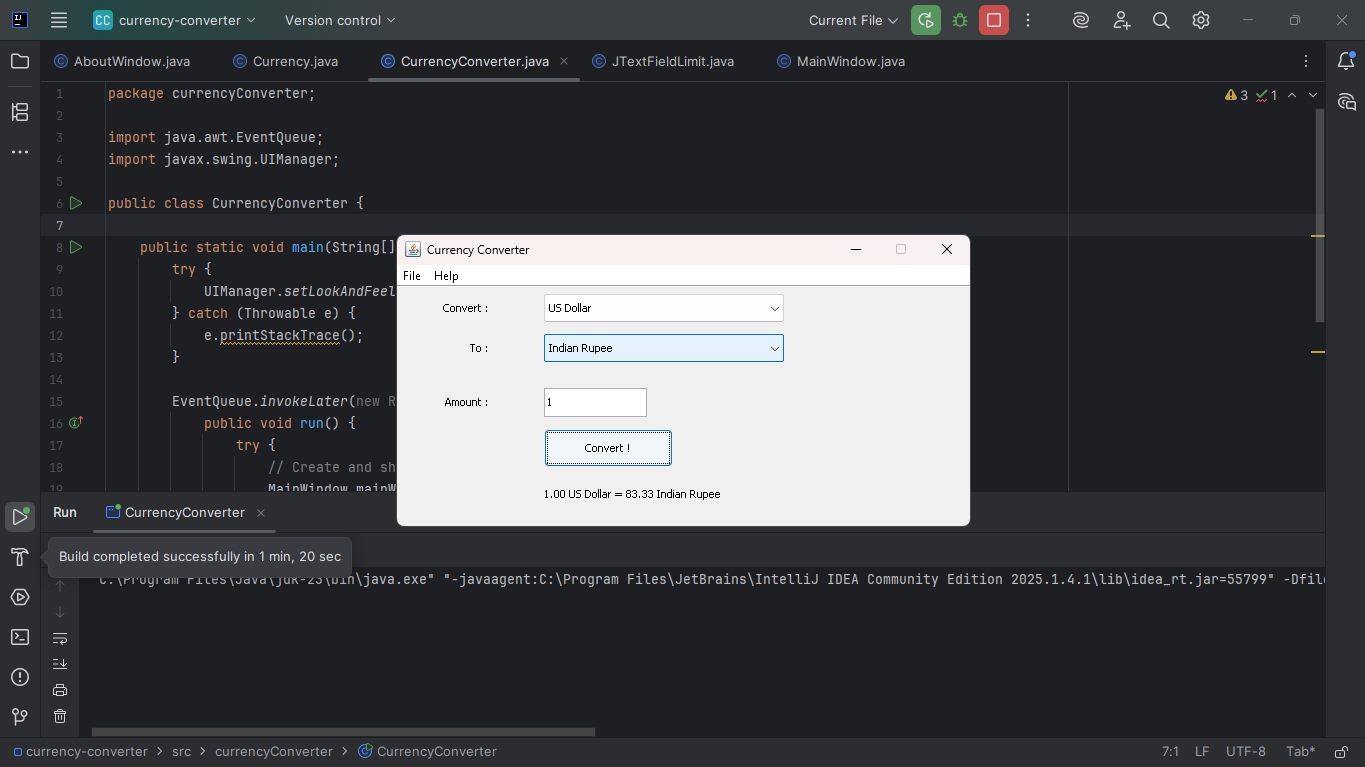 CC currency-converter Version control Current File
AboutWindow.java Currency.java CurrencyConverter.java JTextFieldLimit.java MainWindow.java
1 package currencyConverter; 3 1
2
3 import java.awt.EventQueue;
4 import javax.swing.UIManager;
5
6 public class CurrencyConverter {
7
8 public static void main(String[]
9 try {
10 UIManager.setLookAndFeel
11 } catch (Throwable e) {
12 e.printStackTrace();
13 }
14
15 EventQueue.invokeLater(new R
16 public void run() {
17 try {
18 // Create and sh
19 MainWindow mainW
Currency Converter
File Help
Convert : US Dollar
To : Indian Rupee
Amount : 1
Convert !
1.00 US Dollar = 83.33 Indian Rupee
Run CurrencyConverter
Build completed successfully in 1 min, 20 sec
"C:\Program Files\Java\jdk-23\bin\java.exe" "-javaagent:C:\Program Files\JetBrains\IntelliJ IDEA Community Edition 2025.1.4.1\lib\idea_rt.jar=55799" -Dfile
currency-converter > src > currencyConverter > CurrencyConverter 7:1 LF UTF-8 Tab*